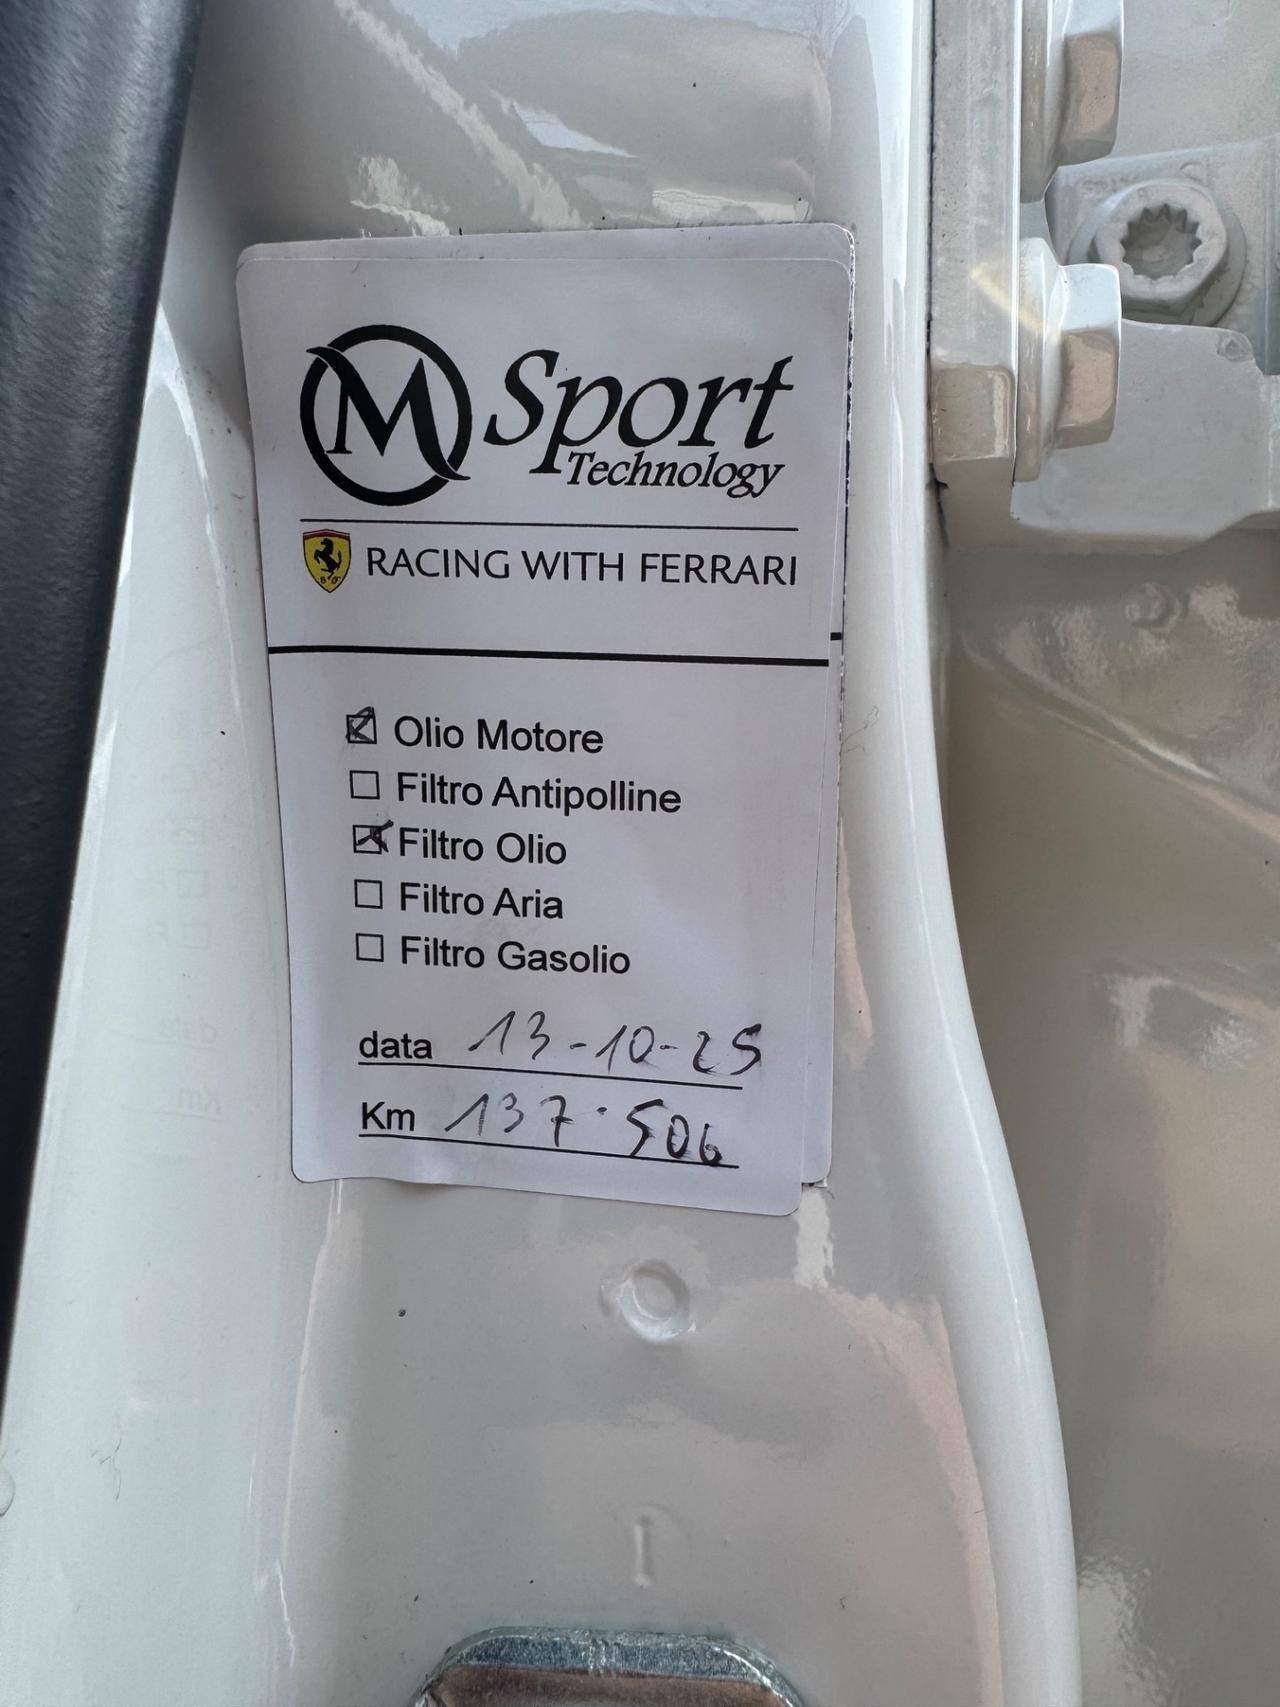 M Sport
Technology
RACING WITH FERRARI
Olio Motore
Filtro Antipolline
Filtro Olio
Filtro Aria
Filtro Gasolio
data 13-10-25
Km 137.506